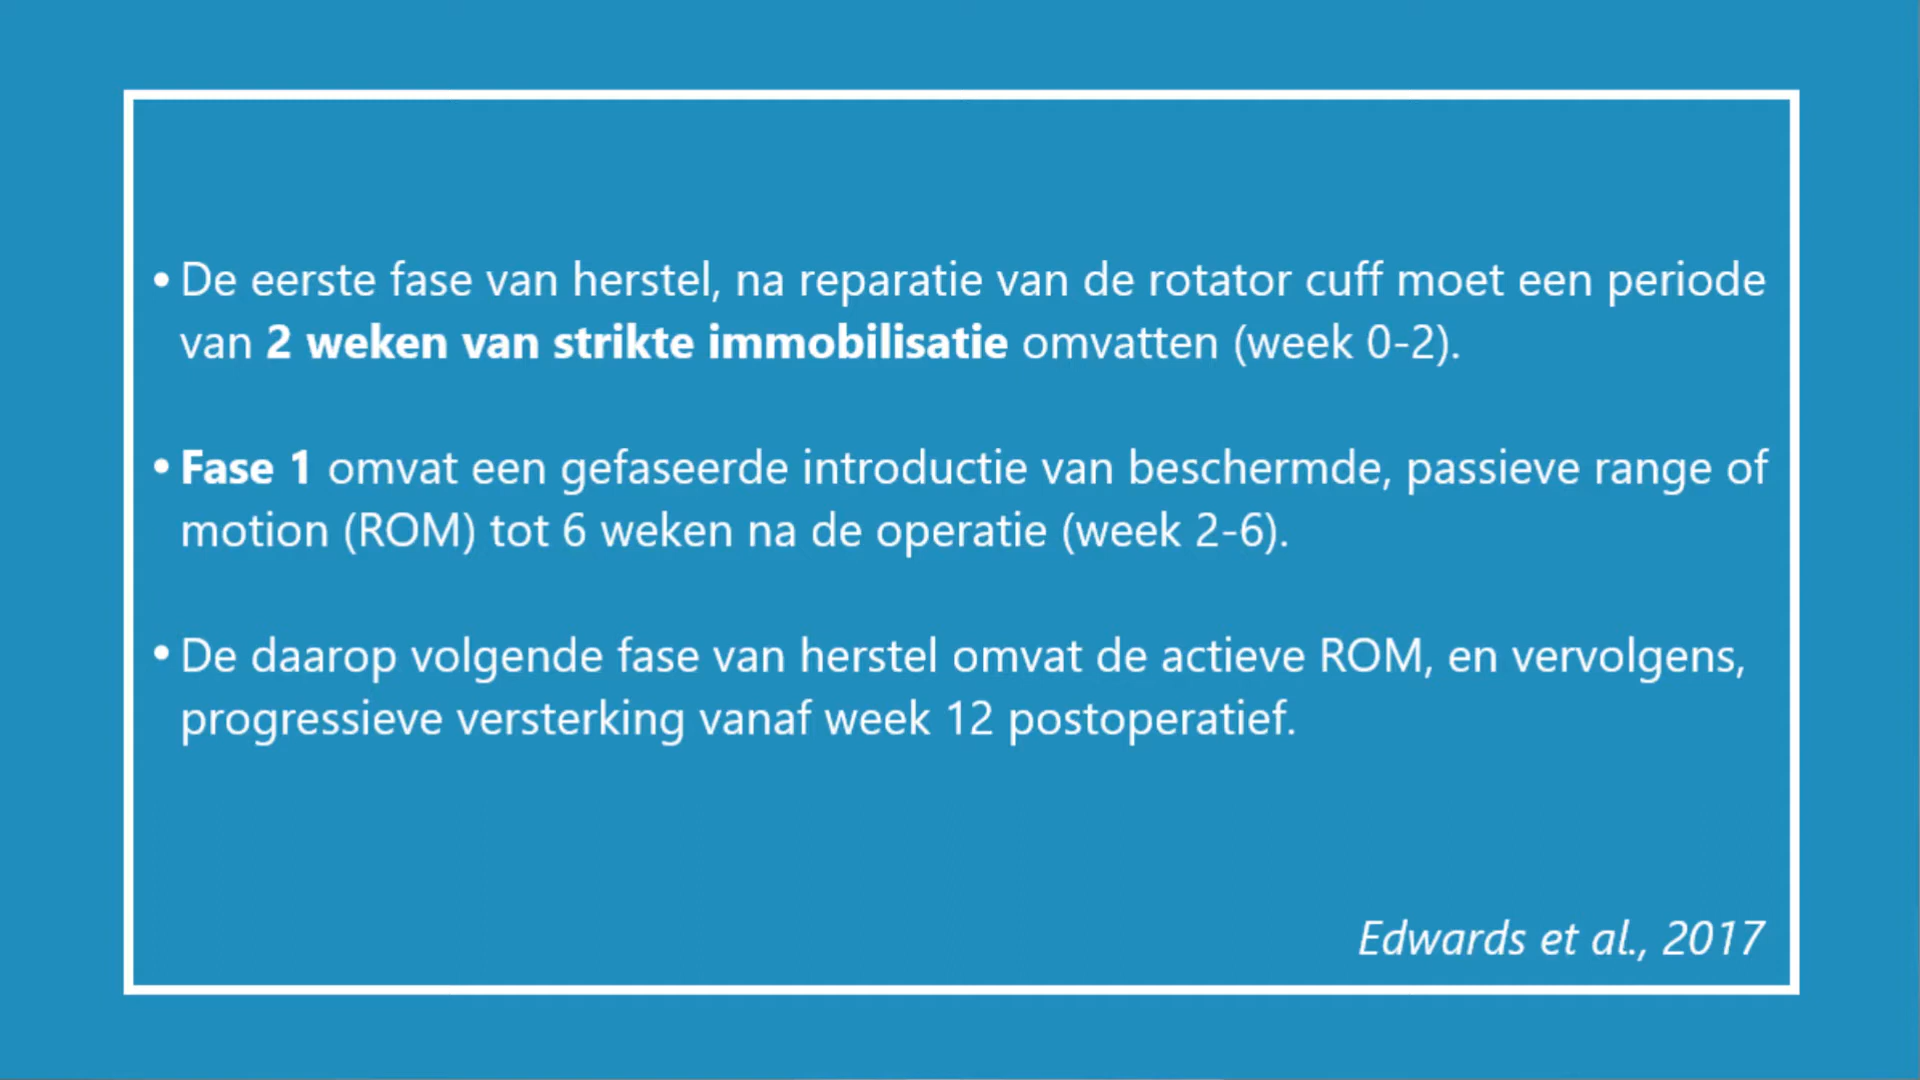 • De eerste fase van herstel, na reparatie van de rotator cuff moet een periode
van 2 weken van strikte immobilisatie omvatten (week 0-2).
• Fase 1 omvat een gefaseerde introductie van beschermde, passieve range of
motion (ROM) tot 6 weken na de operatie (week 2-6).
• De daarop volgende fase van herstel omvat de actieve ROM, en vervolgens,
progressieve versterking vanaf week 12 postoperatief.
Edwards et al., 2017